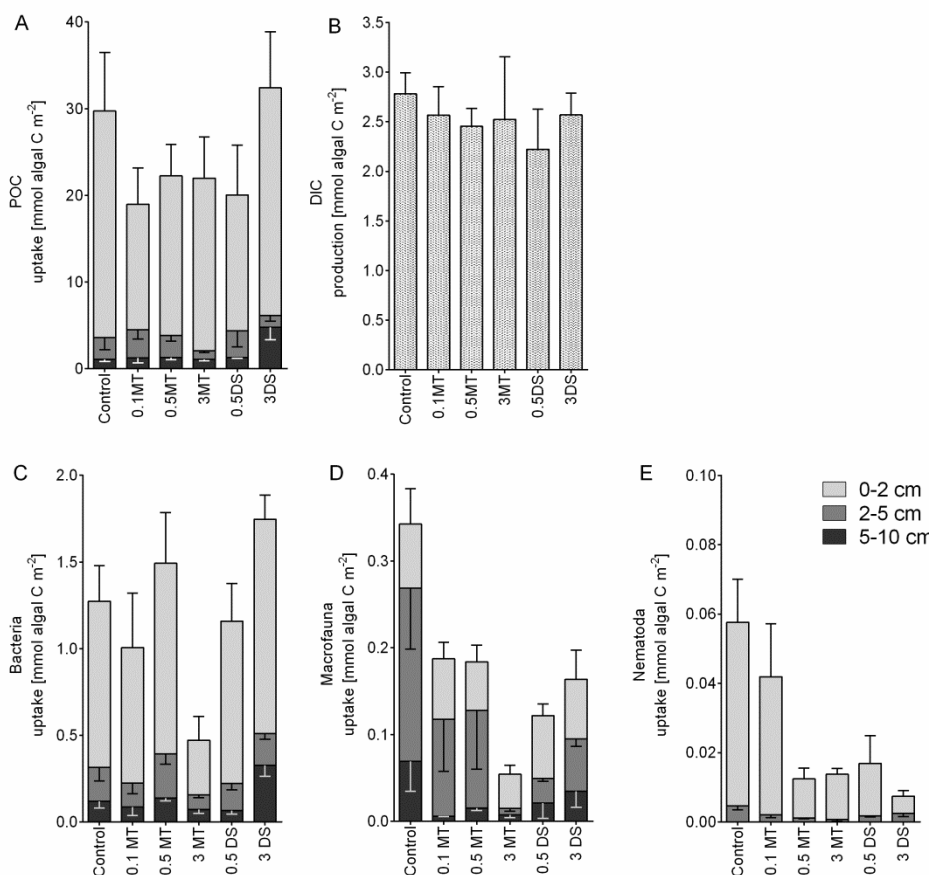 A
40
30
20
10
0
POC
uptake [mmol algal C m⁻²]
Control
0.1MT
0.5MT
3MT
0.5DS
3DS
B
3.5
3.0
2.5
2.0
1.5
1.0
0.5
0.0
DIC
production [mmol algal C m⁻²]
Control
0.1MT
0.5MT
3MT
0.5DS
3DS
C
2.0
1.5
1.0
0.5
0.0
Bacteria
uptake [mmol algal C m⁻²]
Control
0.1 MT
0.5 MT
3 MT
0.5 DS
3 DS
D
0.4
0.3
0.2
0.1
0.0
Macrofauna
uptake [mmol algal C m⁻²]
Control
0.1 MT
0.5 MT
3 MT
0.5 DS
3 DS
E
0.10
0.08
0.06
0.04
0.02
0.00
Nematoda
uptake [mmol algal C m⁻²]
Control
0.1 MT
0.5 MT
3 MT
0.5 DS
3 DS
0-2 cm
2-5 cm
5-10 cm